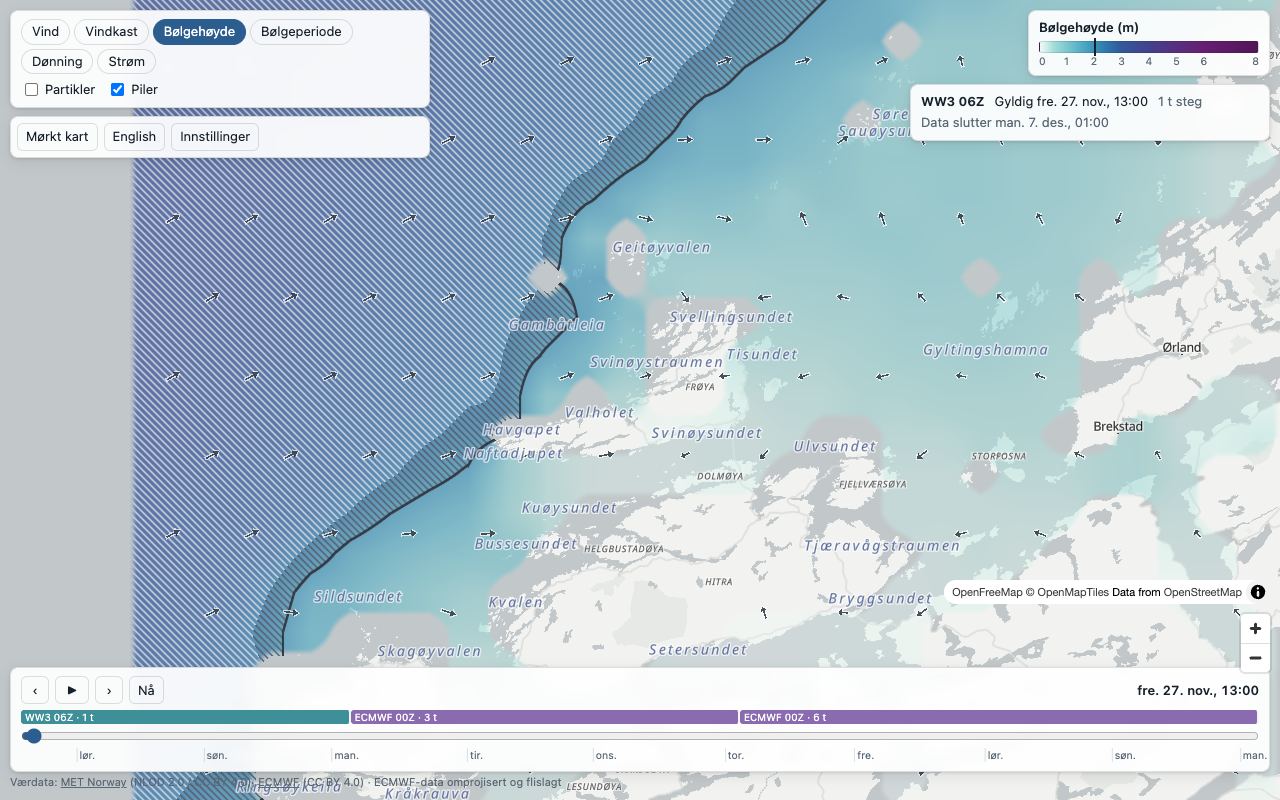 Vind Vindkast Bølgehøyde Bølgeperiode
Dønning Strøm
Partikler Piler
Mørkt kart English Innstillinger
Bølgehøyde (m)
0 1 2 3 4 5 6 8
WW3 06Z Gyldig fre. 27. nov., 13:00 1 t steg
Data slutter man. 7. des., 01:00
Geitøyvalen
Svellingsundet
Gambåtleia
Gyltingshamna
Ørland
Svinøystraumen
Tisundet
FRØYA
Valholet
Brekstad
Havgapet
Svinøysundet
Ulvsundet
Naftadjupet
STORFOSNA
DOLMØYA
FJELLVÆRSØYA
Kuøysundet
Bussesundet
HELGBUSTADØYA
Tjæravågstraumen
HITRA
Sildsundet
Kvalen
Bryggsundet
OpenFreeMap © OpenMapTiles Data from OpenStreetMap
Skagøyvalen
Setersundet
+
−
‹ › Nå
fre. 27. nov., 13:00
WW3 06Z · 1 t ECMWF 00Z · 3 t ECMWF 00Z · 6 t
lør. søn. man. tir. ons. tor. fre. lør. søn. man.
Værdata: MET Norway ECMWF (CC BY 4.0) · ECMWF-data omprojisert og flislagt
LESUNDØYA
Kråkrauva